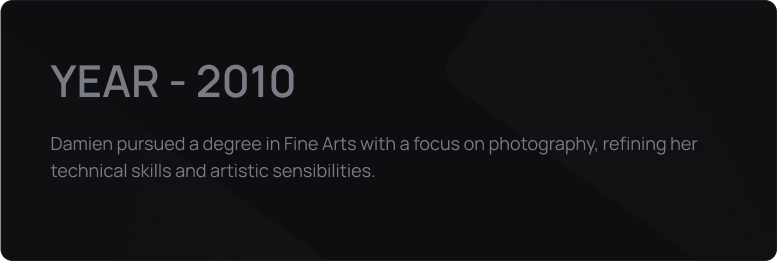 YEAR - 2010
Damien pursued a degree in Fine Arts with a focus on photography, refining her
technical skills and artistic sensibilities.